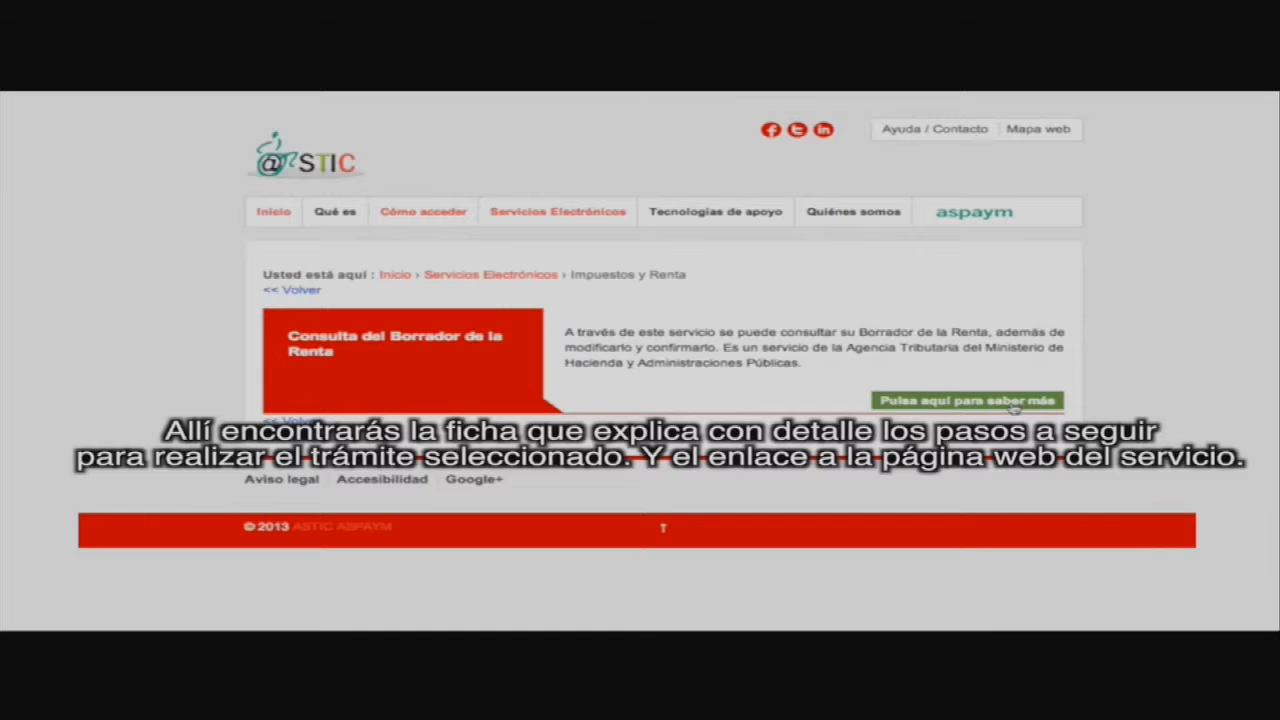 @STIC
Ayuda / Contacto
Mapa web
Inicio
Qué es
Cómo acceder
Servicios Electrónicos
Tecnologías de apoyo
Quiénes somos
aspaym
Usted está aquí : Inicio › Servicios Electrónicos › Impuestos y Renta
<< Volver
Consulta del Borrador de la
Renta
A través de este servicio se puede consultar su Borrador de la Renta, además de
modificarlo y confirmarlo. Es un servicio de la Agencia Tributaria del Ministerio de
Hacienda y Administraciones Públicas.
Pulsa aquí para saber más
<< Volver
Allí encontrarás la ficha que explica con detalle los pasos a seguir
para realizar el trámite seleccionado. Y el enlace a la página web del servicio.
Aviso legal
Accesibilidad
Google+
© 2013 ASTIC ASPAYM